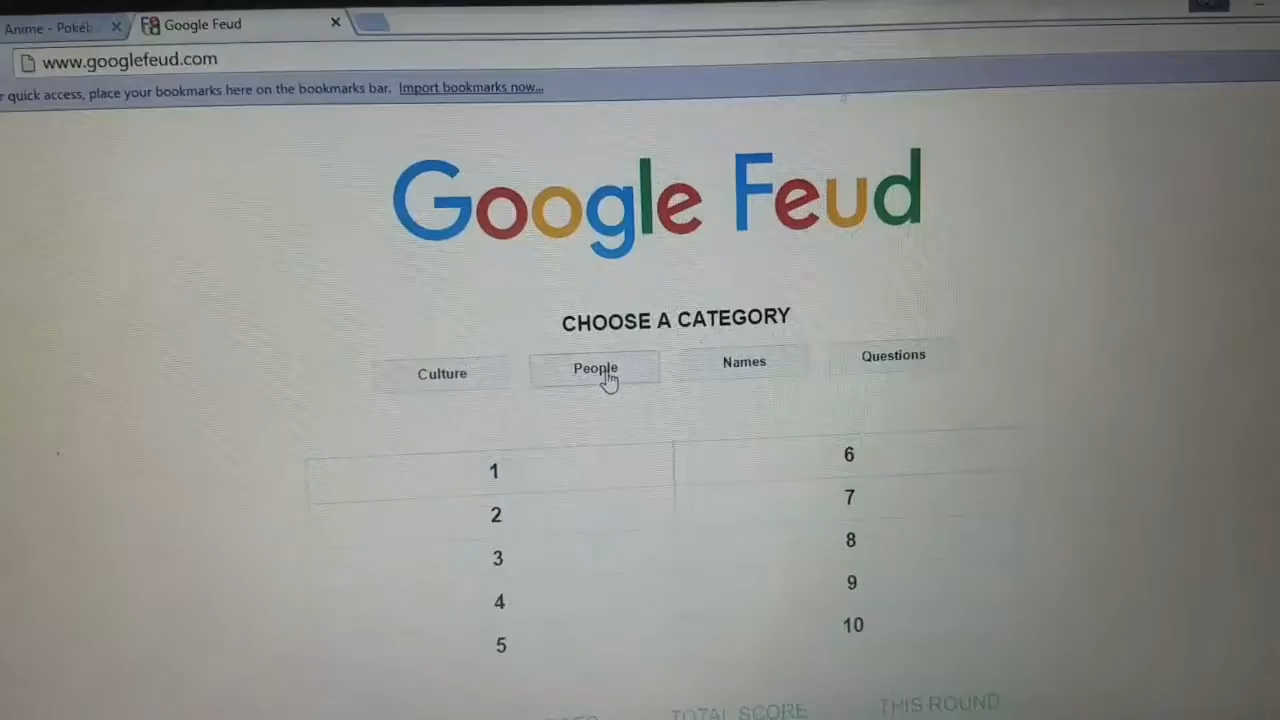 Anime - Pokéb
Google Feud
www.googlefeud.com
r quick access, place your bookmarks here on the bookmarks bar. Import bookmarks now...
Google Feud
CHOOSE A CATEGORY
Culture People Names Questions
1 6
2 7
3 8
4 9
5 10
TOTAL SCORE THIS ROUND